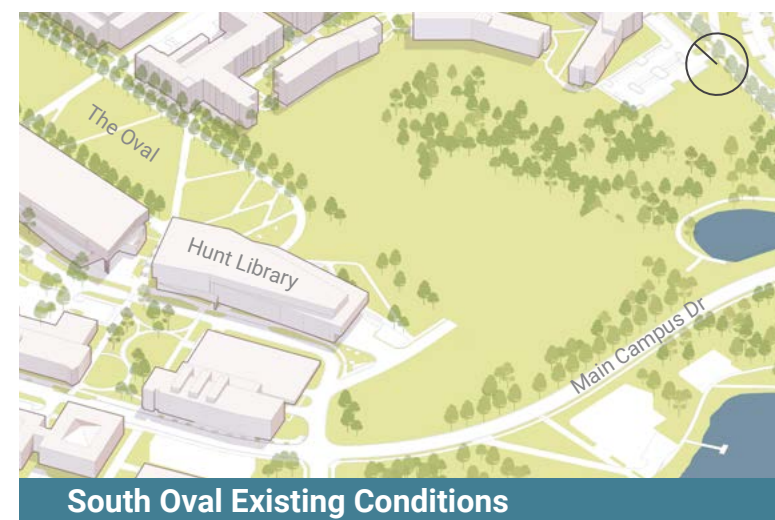 The Oval
Hunt Library
Main Campus Dr
South Oval Existing Conditions